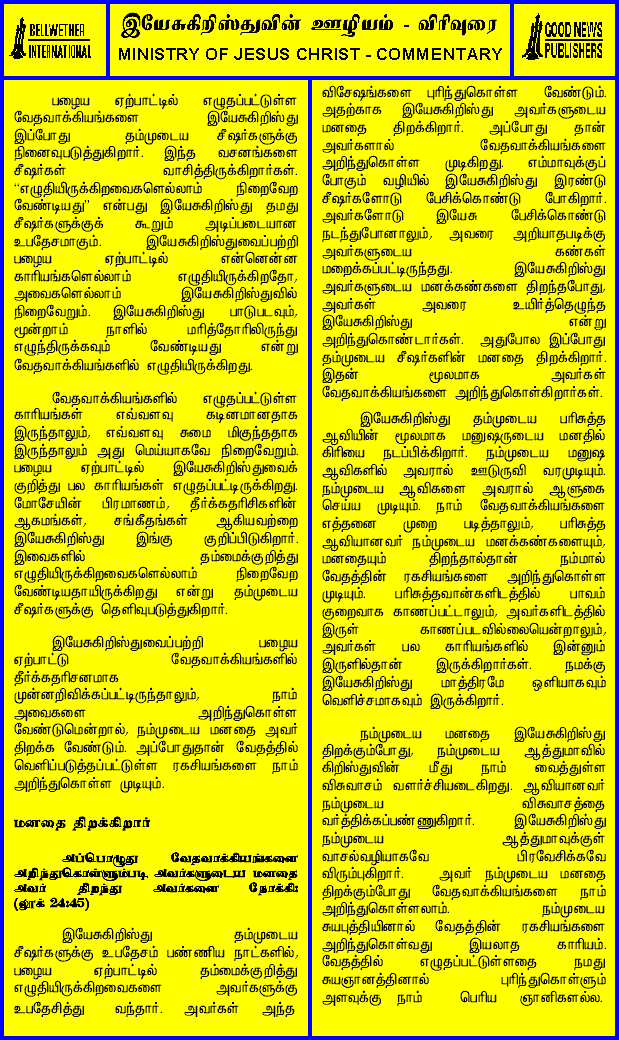 BELLWETHER
INTERNATIONAL
இயேசுகிறிஸ்துவின் ஊழியம் - விரிவுரை
MINISTRY OF JESUS CHRIST - COMMENTARY
GOOD NEWS
PUBLISHERS
பழைய ஏற்பாட்டில் எழுதப்பட்டுள்ள
வேதவாக்கியங்களை இயேசுகிறிஸ்து
இப்போது தம்முடைய சீஷர்களுக்கு
நினைவுபடுத்துகிறார். இந்த வசனங்களை
சீஷர்கள் வாசித்திருக்கிறார்கள்.
“எழுதியிருக்கிறவைகளெல்லாம் நிறைவேற
வேண்டியது” என்பது இயேசுகிறிஸ்து தமது
சீஷர்களுக்குக் கூறும் அடிப்படையான
உபதேசமாகும். இயேசுகிறிஸ்துவைப்பற்றி
பழைய ஏற்பாட்டில் என்னென்ன
காரியங்களெல்லாம் எழுதியிருக்கிறதோ,
அவைகளெல்லாம் இயேசுகிறிஸ்துவில்
நிறைவேறும். இயேசுகிறிஸ்து பாடுபடவும்,
மூன்றாம் நாளில் மரித்தோரிலிருந்து
எழுந்திருக்கவும் வேண்டியது என்று
வேதவாக்கியங்களில் எழுதியிருக்கிறது.
வேதவாக்கியங்களில் எழுதப்பட்டுள்ள
காரியங்கள் எவ்வளவு கடினமானதாக
இருந்தாலும், எவ்வளவு சுமை மிகுந்ததாக
இருந்தாலும் அது மெய்யாகவே நிறைவேறும்.
பழைய ஏற்பாட்டில் இயேசுகிறிஸ்துவைக்
குறித்து பல காரியங்கள் எழுதப்பட்டிருக்கிறது.
மோசேயின் பிரமாணம், தீர்க்கதரிசிகளின்
ஆகமங்கள், சங்கீதங்கள் ஆகியவற்றை
இயேசுகிறிஸ்து இங்கு குறிப்பிடுகிறார்.
இவைகளில் தம்மைக்குறித்து
எழுதியிருக்கிறவைகளெல்லாம் நிறைவேற
வேண்டியதாயிருக்கிறது என்று தம்முடைய
சீஷர்களுக்கு தெளிவுபடுத்துகிறார்.
இயேசுகிறிஸ்துவைப்பற்றி பழைய
ஏற்பாட்டு வேதவாக்கியங்களில்
தீர்க்கதரிசனமாக
முன்னறிவிக்கப்பட்டிருந்தாலும், நாம்
அவைகளை அறிந்துகொள்ள
வேண்டுமென்றால், நம்முடைய மனதை அவர்
திறக்க வேண்டும். அப்போதுதான் வேதத்தில்
வெளிப்படுத்தப்பட்டுள்ள ரகசியங்களை நாம்
அறிந்துகொள்ள முடியும்.
மனதை திறக்கிறார்
அப்பொழுது வேதவாக்கியங்களை
அறிந்துகொள்ளும்படி அவர்களுடைய மனதை
அவர் திறந்து அவர்களை நோக்கி:
(லூக் 24:45)
இயேசுகிறிஸ்து தம்முடைய
சீஷர்களுக்கு உபதேசம் பண்ணிய நாட்களில்,
பழைய ஏற்பாட்டில் தம்மைக்குறித்து
எழுதியிருக்கிறவைகளை அவர்களுக்கு
உபதேசித்து வந்தார். அவர்கள் அந்த
விசேஷங்களை புரிந்துகொள்ள வேண்டும்.
அதற்காக இயேசுகிறிஸ்து அவர்களுடைய
மனதை திறக்கிறார். அப்போது தான்
அவர்களால் வேதவாக்கியங்களை
அறிந்துகொள்ள முடிகிறது. எம்மாவுக்குப்
போகும் வழியில் இயேசுகிறிஸ்து இரண்டு
சீஷர்களோடு பேசிக்கொண்டு போகிறார்.
அவர்களோடு இயேசு பேசிக்கொண்டு
நடந்துபோனாலும், அவரை அறியாதபடிக்கு
அவர்களுடைய கண்கள்
மறைக்கப்பட்டிருந்தது. இயேசுகிறிஸ்து
அவர்களுடைய மனக்கண்களை திறந்தபோது,
அவர்கள் அவரை உயிர்த்தெழுந்த
இயேசுகிறிஸ்து என்று
அறிந்துகொண்டார்கள். அதுபோல இப்போது
தம்முடைய சீஷர்களின் மனதை திறக்கிறார்.
இதன் மூலமாக அவர்கள்
வேதவாக்கியங்களை அறிந்துகொள்கிறார்கள்.
இயேசுகிறிஸ்து தம்முடைய பரிசுத்த
ஆவியின் மூலமாக மனுஷருடைய மனதில்
கிரியை நடப்பிக்கிறார். நம்முடைய மனுஷ
ஆவிகளில் அவரால் ஊடுருவி வரமுடியும்.
நம்முடைய ஆவிகளை அவரால் ஆளுகை
செய்ய முடியும். நாம் வேதவாக்கியங்களை
எத்தனை முறை படித்தாலும், பரிசுத்த
ஆவியானவர் நம்முடைய மனக்கண்களையும்,
மனதையும் திறந்தால்தான் நம்மால்
வேதத்தின் ரகசியங்களை அறிந்துகொள்ள
முடியும். பரிசுத்தவான்களிடத்தில் பாவம்
குறைவாக காணப்பட்டாலும், அவர்களிடத்தில்
இருள் காணப்படவில்லையென்றாலும்,
அவர்கள் பல காரியங்களில் இன்னும்
இருளில்தான் இருக்கிறார்கள். நமக்கு
இயேசுகிறிஸ்து மாத்திரமே ஒளியாகவும்
வெளிச்சமாகவும் இருக்கிறார்.
நம்முடைய மனதை இயேசுகிறிஸ்து
திறக்கும்போது, நம்முடைய ஆத்துமாவில்
கிறிஸ்துவின் மீது நாம் வைத்துள்ள
விசுவாசம் வளர்ச்சியடைகிறது. ஆவியானவர்
நம்முடைய விசுவாசத்தை
வர்த்திக்கப்பண்ணுகிறார். இயேசுகிறிஸ்து
நம்முடைய ஆத்துமாவுக்குள்
வாசல்வழியாகவே பிரவேசிக்கவே
விரும்புகிறார். அவர் நம்முடைய மனதை
திறக்கும்போது வேதவாக்கியங்களை நாம்
அறிந்துகொள்ளலாம். நம்முடைய
சுயபுத்தியினால் வேதத்தின் ரகசியங்களை
அறிந்துகொள்வது இயலாத காரியம்.
வேதத்தில் எழுதப்பட்டுள்ளதை நமது
சுயஞானத்தினால் புரிந்துகொள்ளும்
அளவுக்கு நாம் பெரிய ஞானிகளல்ல.